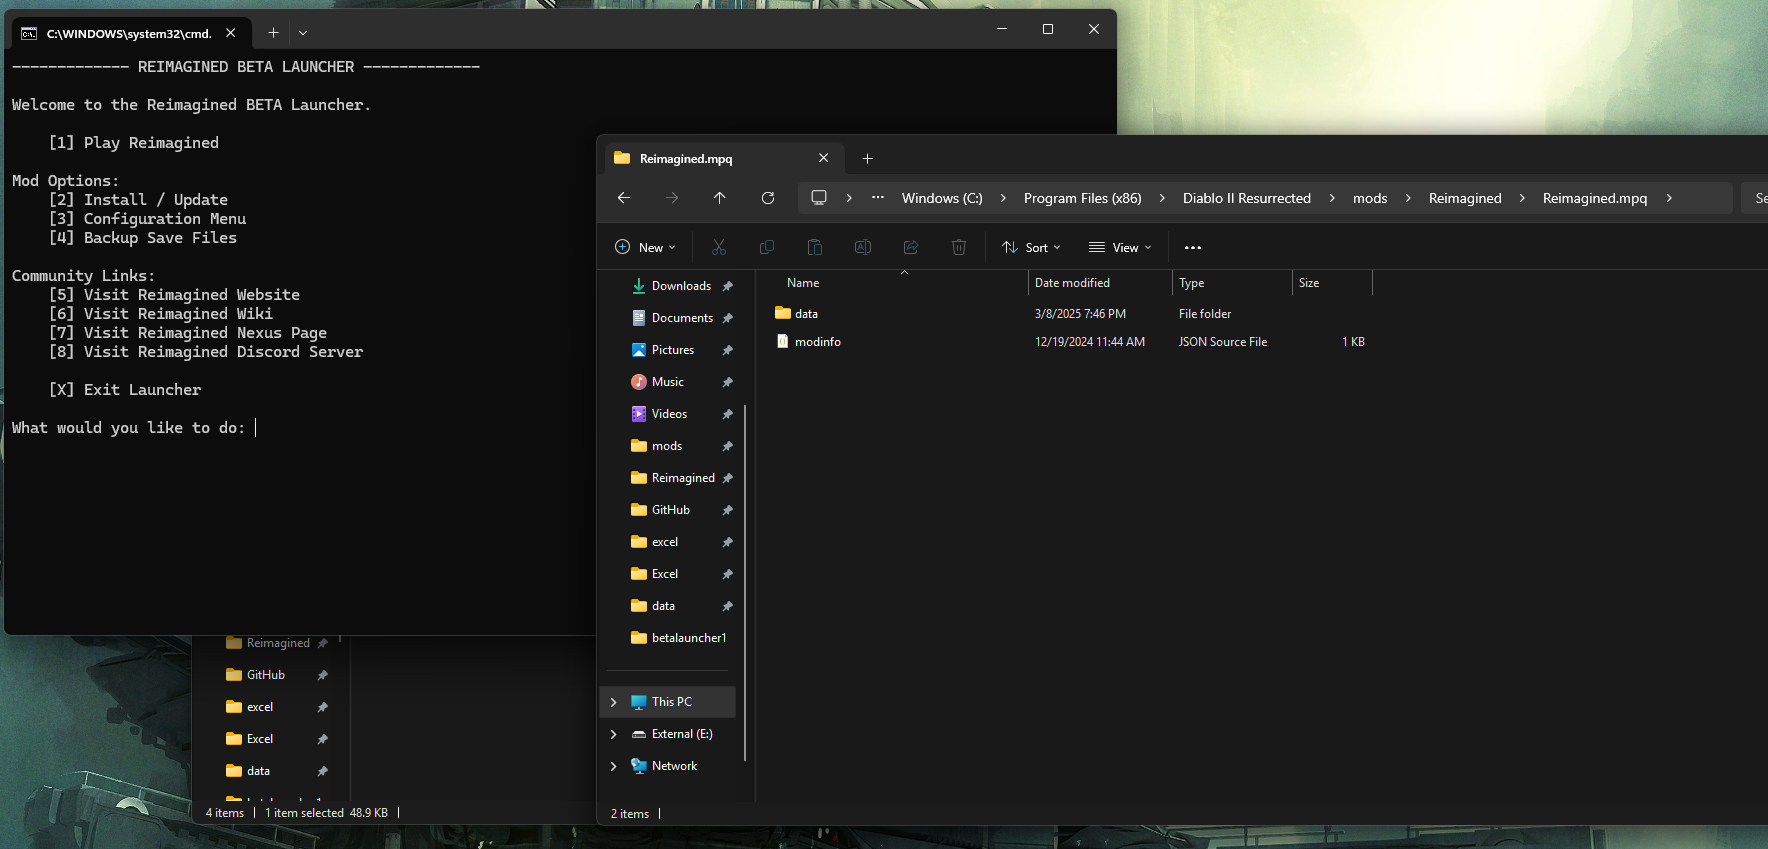 C:\WINDOWS\system32\cmd.
------------- REIMAGINED BETA LAUNCHER -------------
Welcome to the Reimagined BETA Launcher.
[1] Play Reimagined
Mod Options:
[2] Install / Update
[3] Configuration Menu
[4] Backup Save Files
Community Links:
[5] Visit Reimagined Website
[6] Visit Reimagined Wiki
[7] Visit Reimagined Nexus Page
[8] Visit Reimagined Discord Server
[X] Exit Launcher
What would you like to do:
Reimagined.mpq
Windows (C:) > Program Files (x86) > Diablo II Resurrected > mods > Reimagined > Reimagined.mpq >
New Sort View
Name Date modified Type Size
data 3/8/2025 7:46 PM File folder
modinfo 12/19/2024 11:44 AM JSON Source File 1 KB
Downloads
Documents
Pictures
Music
Videos
mods
Reimagined
GitHub
excel
Excel
data
betalauncher1
This PC
External (E:)
Network
2 items
Reimagined
GitHub
excel
Excel
data
4 items 1 item selected 48.9 KB